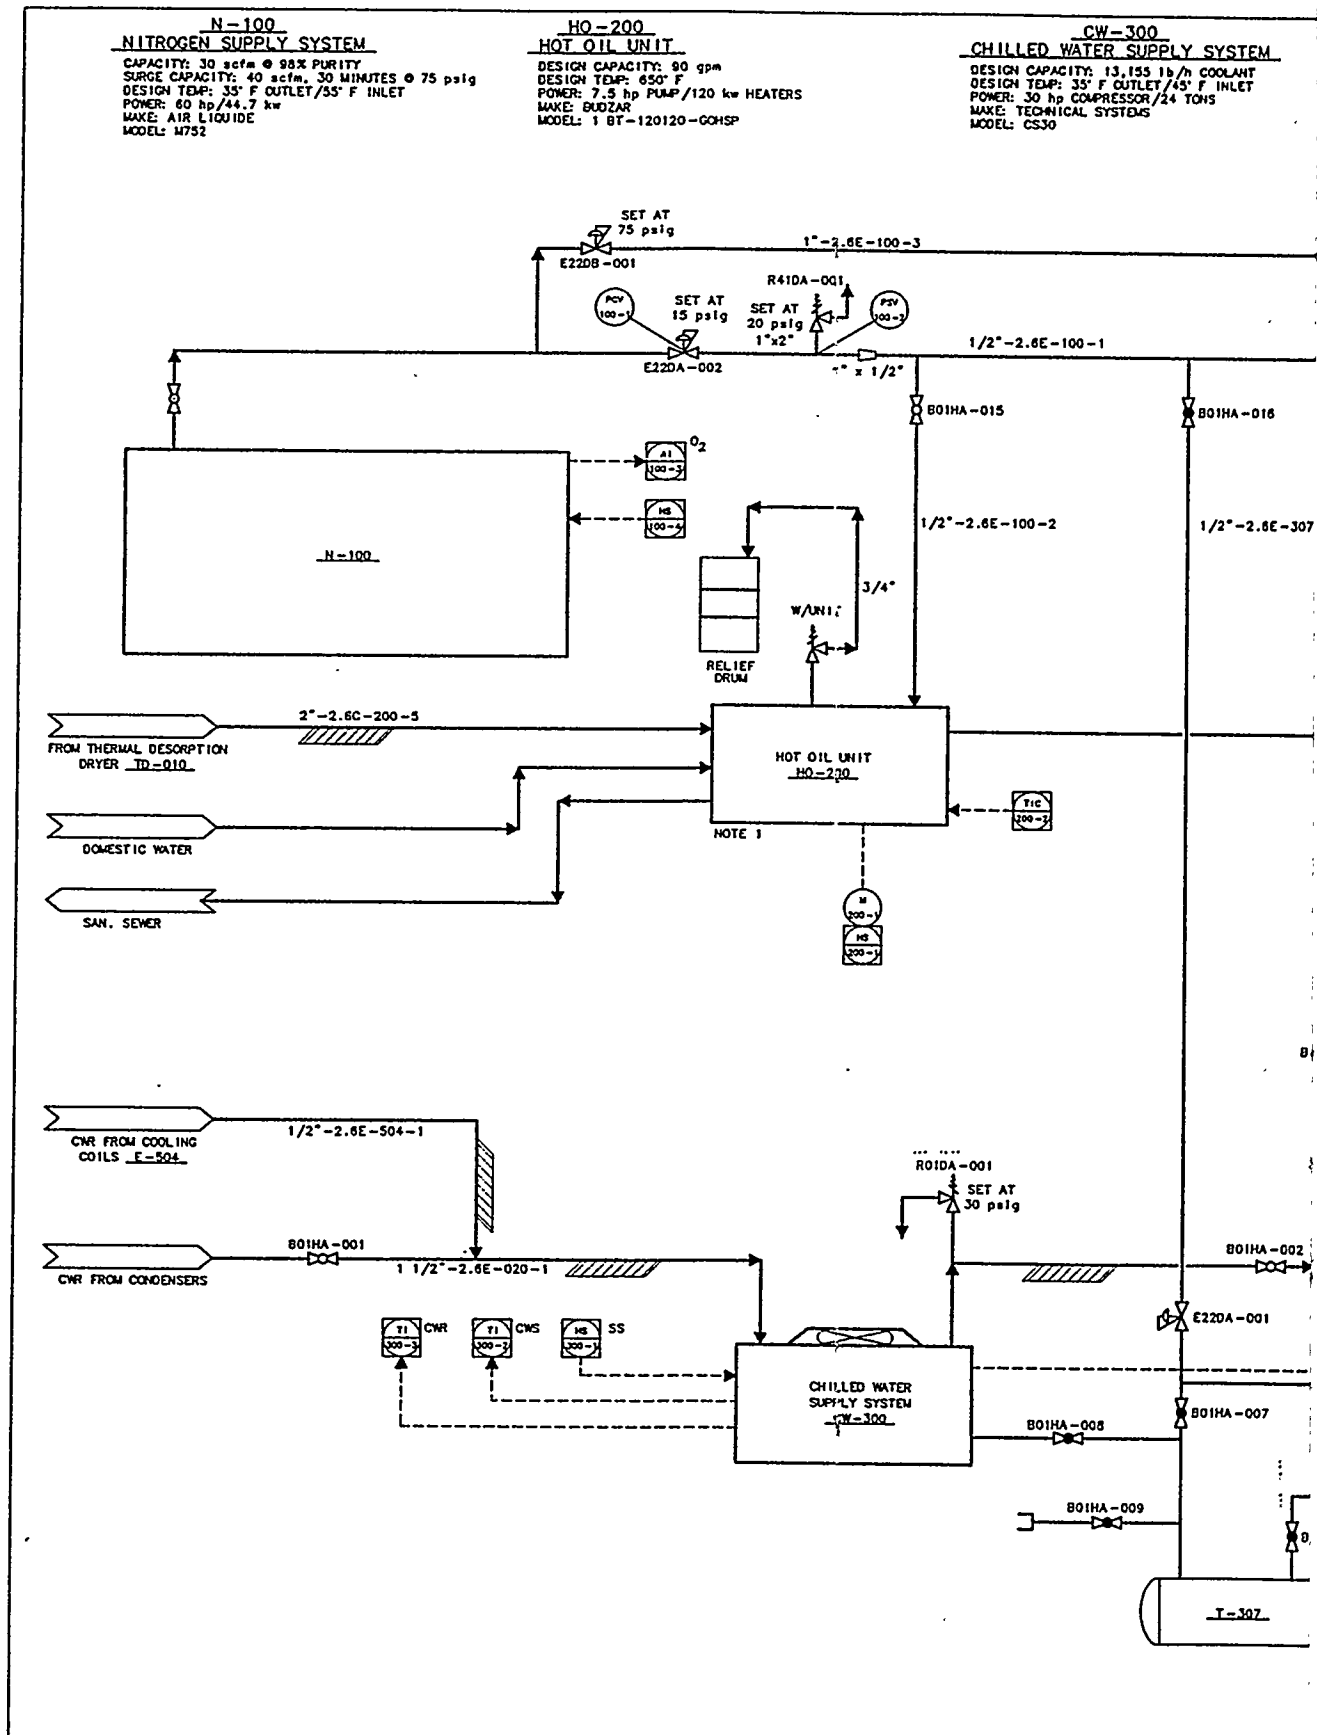 N-100
NITROGEN SUPPLY SYSTEM
CAPACITY: 30 scfm @ 98% PURITY
SURGE CAPACITY: 40 scfm, 30 MINUTES @ 75 psig
DESIGN TEMP: 35° F OUTLET/55° F INLET
POWER: 60 hp/44.7 kw
MAKE: AIR LIQUIDE
MODEL: M752
HO-200
HOT OIL UNIT
DESIGN CAPACITY: 90 gpm
DESIGN TEMP: 650° F
POWER: 7.5 hp PUMP/120 kw HEATERS
MAKE: BUDZAR
MODEL: 1 BT-120120-GOHSP
CW-300
CHILLED WATER SUPPLY SYSTEM
DESIGN CAPACITY: 13,155 lb/h COOLANT
DESIGN TEMP: 35° F OUTLET/45° F INLET
POWER: 30 hp COMPRESSOR/24 TONS
MAKE: TECHNICAL SYSTEMS
MODEL: CS30
SET AT
75 psig
E22DB-001
1"-2.6E-100-3
R41DA-001
PCV
100-1
SET AT
15 psig
SET AT
20 psig
1"x2"
PSV
100-2
E22DA-002
1" x 1/2"
1/2"-2.6E-100-1
B01HA-015
B01HA-016
AI
100-3
O2
HS
100-4
N-100
1/2"-2.6E-100-2
1/2"-2.6E-307
3/4"
W/UNIT
RELIEF
DRUM
2"-2.6C-200-5
FROM THERMAL DESORPTION
DRYER TD-010
HOT OIL UNIT
HO-200
TIC
200-2
NOTE 1
DOMESTIC WATER
M
200-1
HS
200-1
SAN. SEWER
CWR FROM COOLING
COILS E-504
1/2"-2.6E-504-1
R01DA-001
SET AT
30 psig
B01HA-001
1 1/2"-2.6E-020-1
CWR FROM CONDENSERS
B01HA-002
TI
300-3
CWR
TI
300-2
CWS
HS
300-1
SS
E22DA-001
CHILLED WATER
SUPPLY SYSTEM
CW-300
B01HA-007
B01HA-008
B01HA-009
T-307